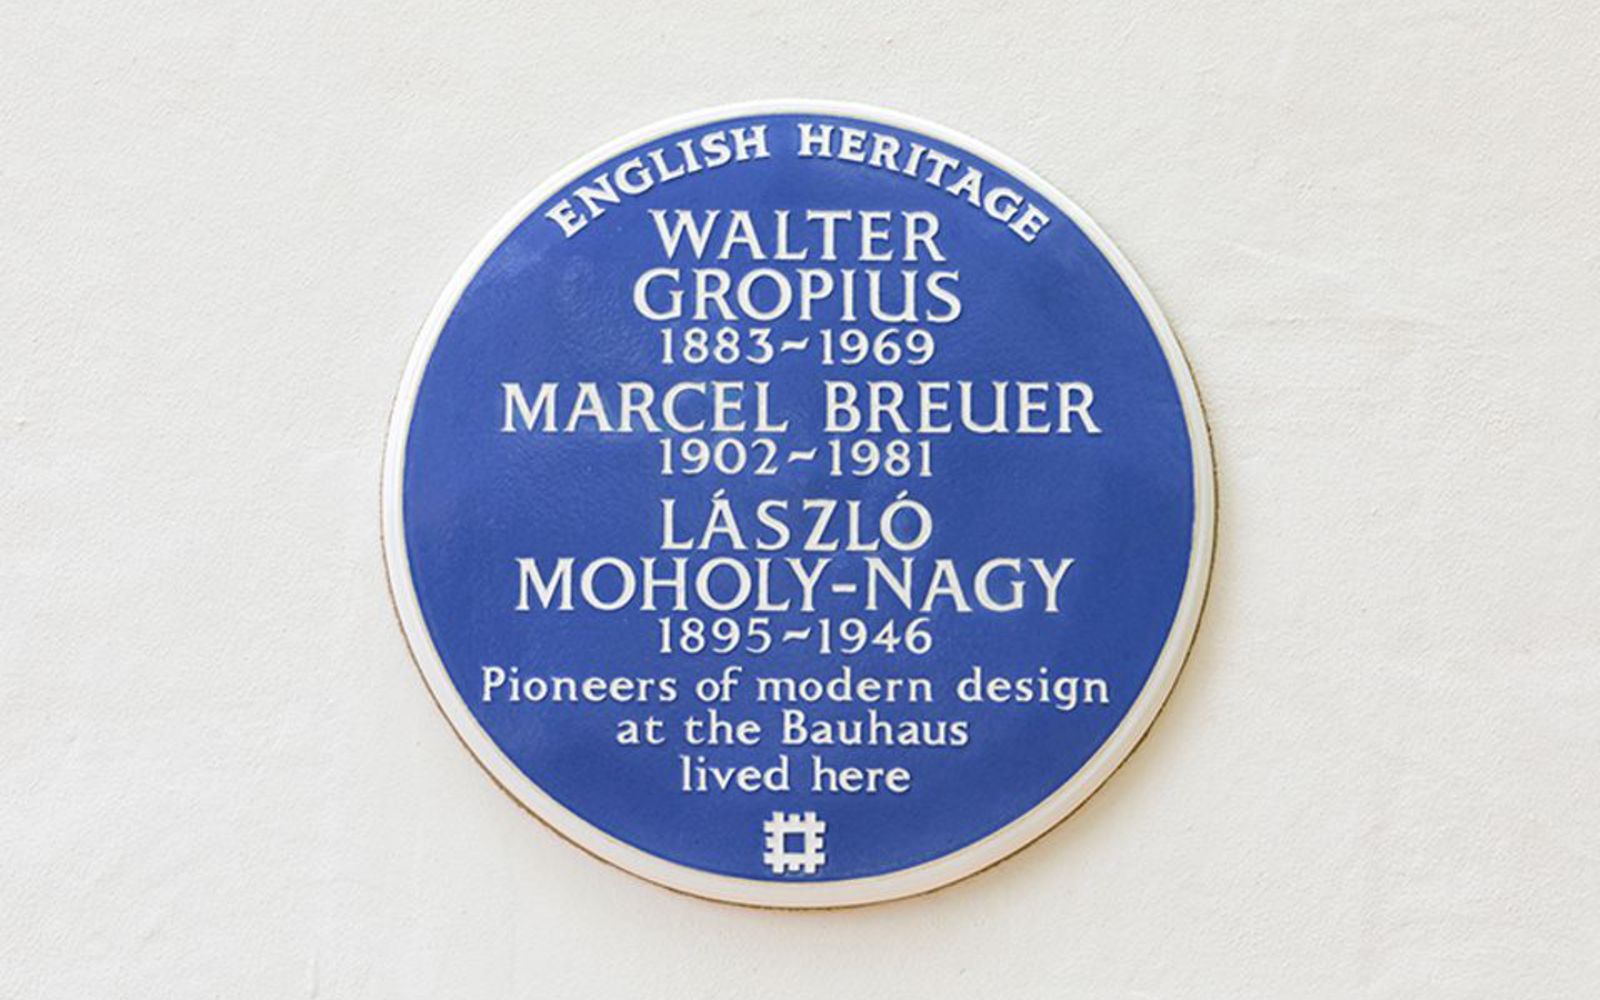 ENGLISH HERITAGE
WALTER
GROPIUS
1883~1969
MARCEL BREUER
1902~1981
LÁSZLÓ
MOHOLY-NAGY
1895~1946
Pioneers of modern design
at the Bauhaus
lived here